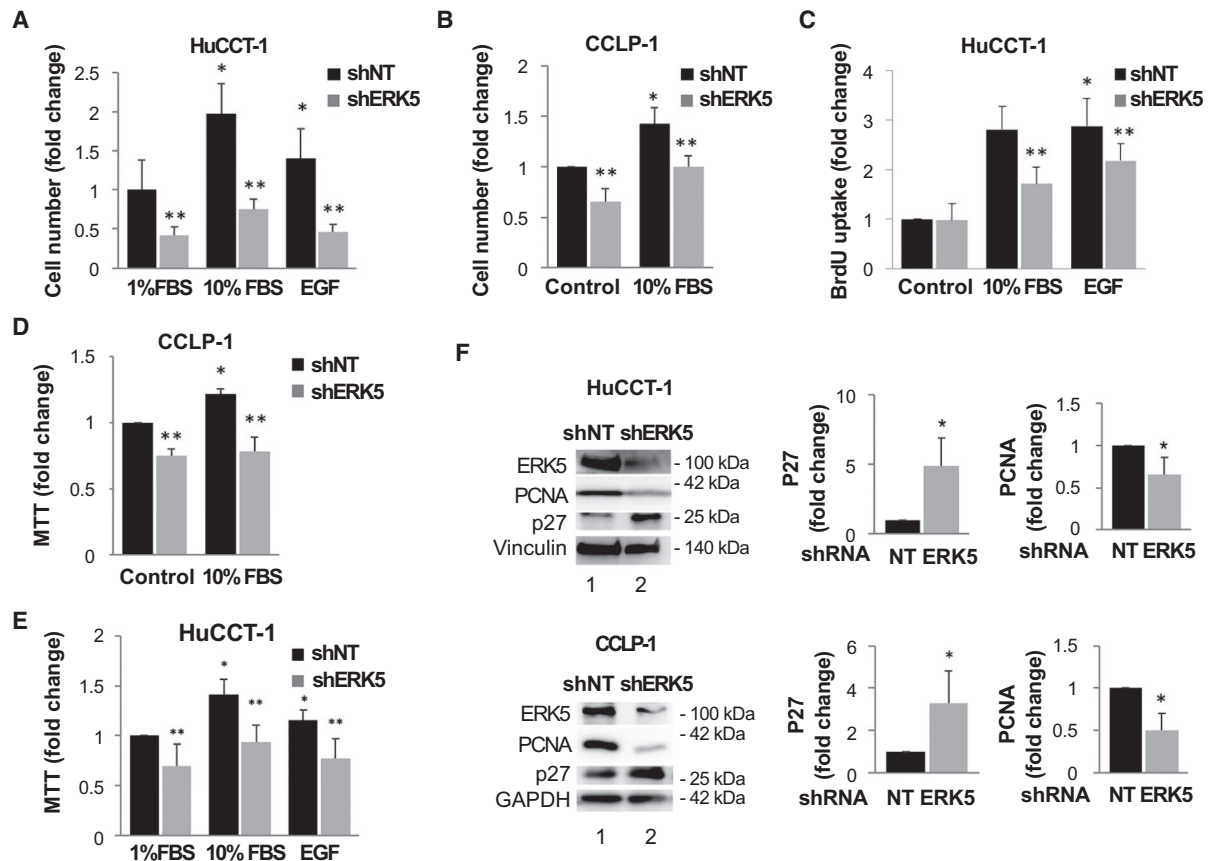 A
HuCCT-1
Cell number (fold change)
2.5
2
1.5
1
0.5
0
*
**
*
**
*
**
shNT
shERK5
1%FBS 10% FBS EGF
B
CCLP-1
Cell number (fold change)
2
1.5
1
0.5
0
**
*
**
shNT
shERK5
Control 10% FBS
C
HuCCT-1
BrdU uptake (fold change)
4
3
2
1
0
**
*
**
shNT
shERK5
Control 10% FBS EGF
D
CCLP-1
MTT (fold change)
1.5
1
0.5
0
**
*
**
shNT
shERK5
Control 10% FBS
E
HuCCT-1
MTT (fold change)
2
1.5
1
0.5
0
**
*
**
*
**
shNT
shERK5
1%FBS 10% FBS EGF
F
HuCCT-1
shNT shERK5
ERK5 - 100 kDa
- 42 kDa
PCNA
p27 - 25 kDa
Vinculin - 140 kDa
1 2
P27
(fold change)
10
5
0
*
shRNA NT ERK5
PCNA
(fold change)
1.5
1
0.5
0
*
shRNA NT ERK5
CCLP-1
shNT shERK5
ERK5 - 100 kDa
- 42 kDa
PCNA
p27 - 25 kDa
GAPDH - 42 kDa
1 2
P27
(fold change)
6
4
2
0
*
shRNA NT ERK5
PCNA
(fold change)
1.5
1
0.5
0
*
shRNA NT ERK5